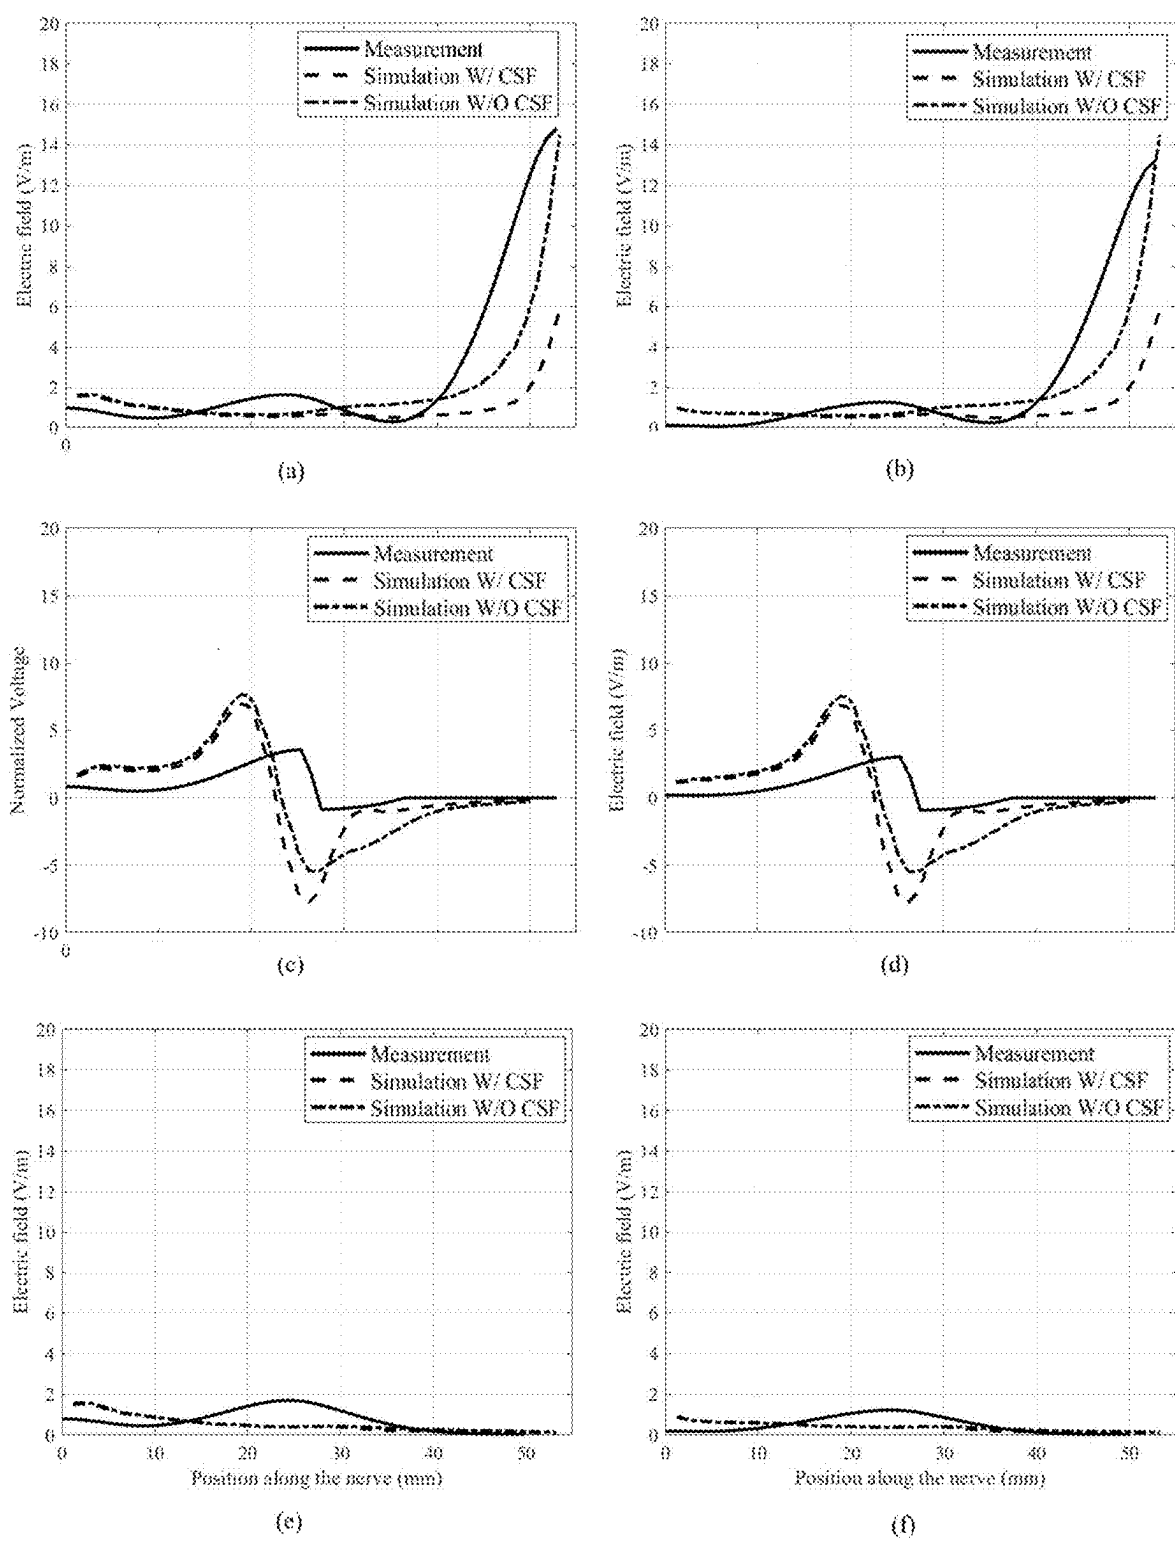 20
18
16
14
12
10
8
6
4
2
0
0
Electric field (V/m)
Measurement
Simulation W/ CSF
Simulation W/O CSF
(a)
20
18
16
14
12
10
8
6
4
2
0
Electric field (V/m)
Measurement
Simulation W/ CSF
Simulation W/O CSF
(b)
20
15
10
5
0
-5
-10
0
Normalized Voltage
Measurement
Simulation W/ CSF
Simulation W/O CSF
(c)
20
15
10
5
0
-5
-10
Electric field (V/m)
Measurement
Simulation W/ CSF
Simulation W/O CSF
(d)
20
18
16
14
12
10
8
6
4
2
0
Electric field (V/m)
Measurement
Simulation W/ CSF
Simulation W/O CSF
0 10 20 30 40 50
Position along the nerve (mm)
(e)
20
18
16
14
12
10
8
6
4
2
0
Electric field (V/m)
Measurement
Simulation W/ CSF
Simulation W/O CSF
0 10 20 30 40 50
Position along the nerve (mm)
(f)